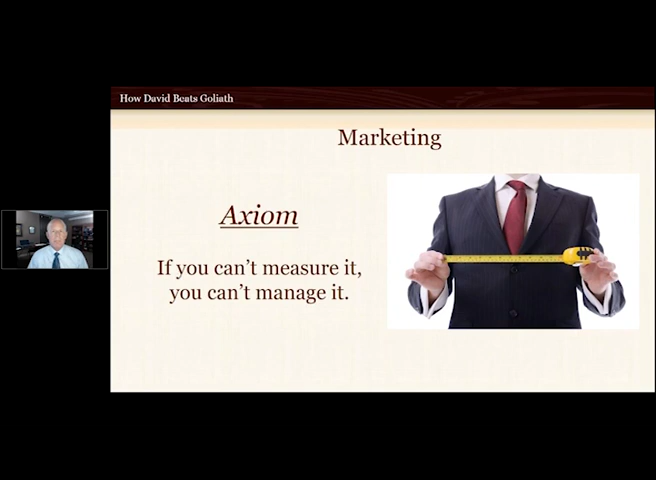 How David Beats Goliath
Marketing
Axiom
If you can’t measure it,
you can’t manage it.